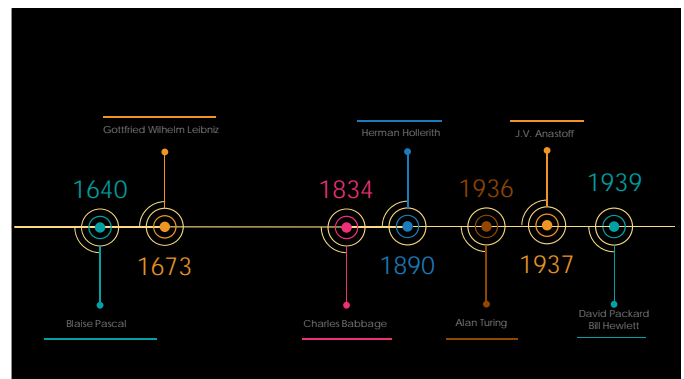 Gottfried Wilhelm Leibniz
Herman Hollerith
J.V. Anastoff
1640
1834
1936
1939
1673
1890
1937
Blaise Pascal
Charles Babbage
Alan Turing
David Packard
Bill Hewlett